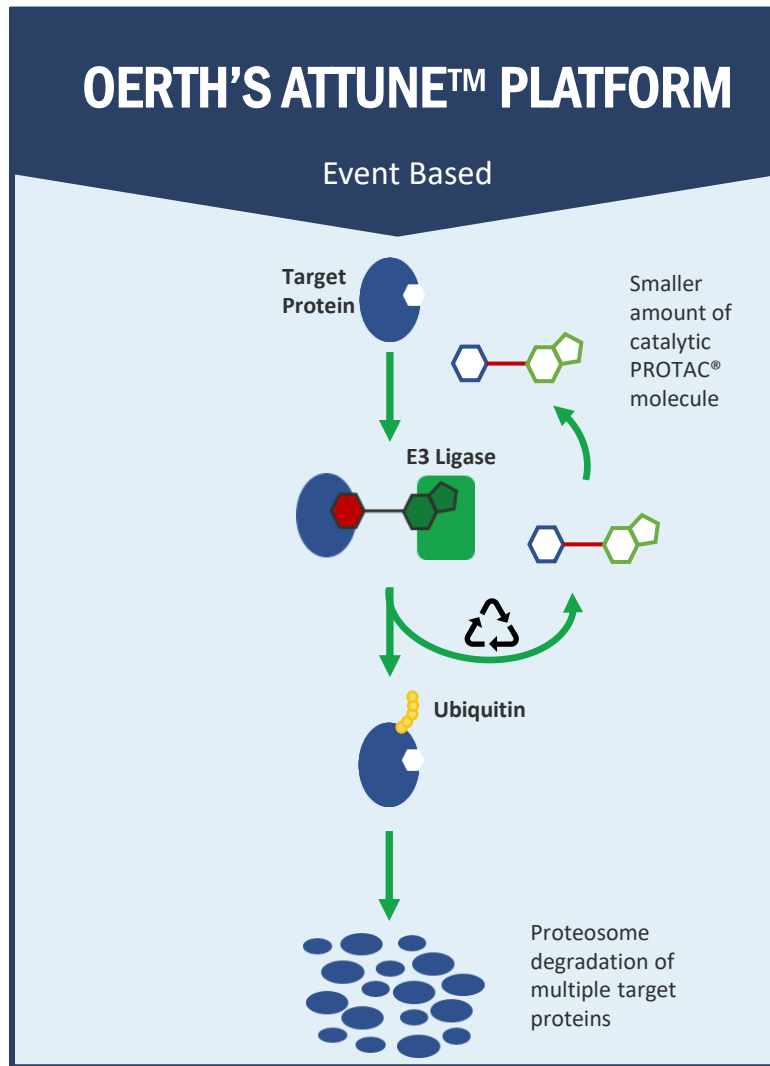 OERTH'S ATTUNE™ PLATFORM
Event Based
Target
Protein
Smaller
amount of
catalytic
PROTAC®
molecule
E3 Ligase
Ubiquitin
Proteosome
degradation of
multiple target
proteins